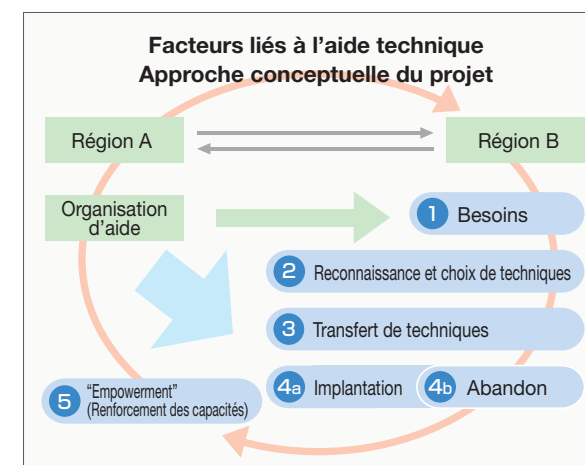 Facteurs liés à l’aide technique
Approche conceptuelle du projet
Région A
Région B
Organisation
d’aide
1 Besoins
2 Reconnaissance et choix de techniques
3 Transfert de techniques
4a Implantation
4b Abandon
5 “Empowerment”
(Renforcement des capacités)